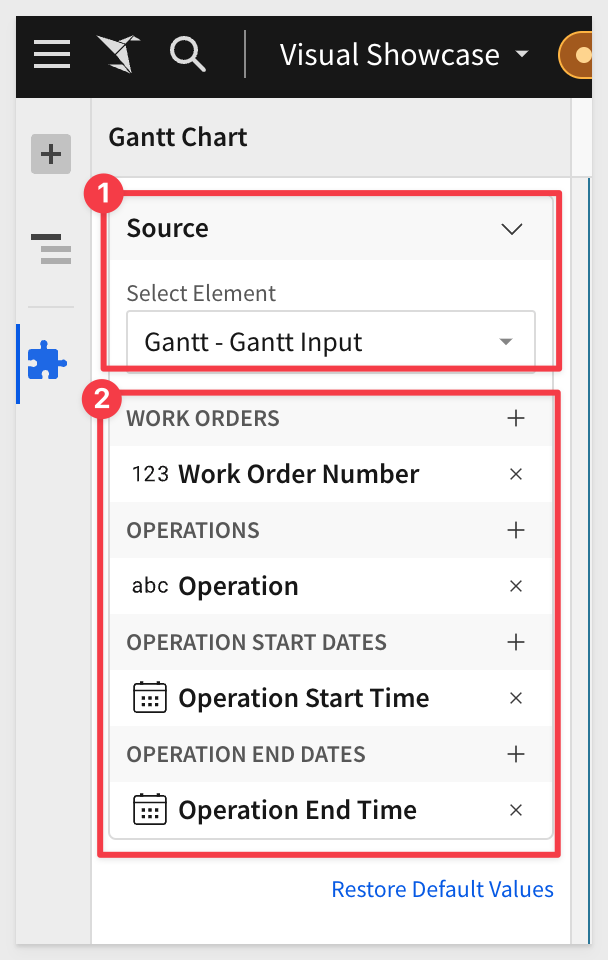 Visual Showcase
Gantt Chart
1
Source
Select Element
Gantt - Gantt Input
2
WORK ORDERS
123 Work Order Number
OPERATIONS
abc Operation
OPERATION START DATES
Operation Start Time
OPERATION END DATES
Operation End Time
Restore Default Values